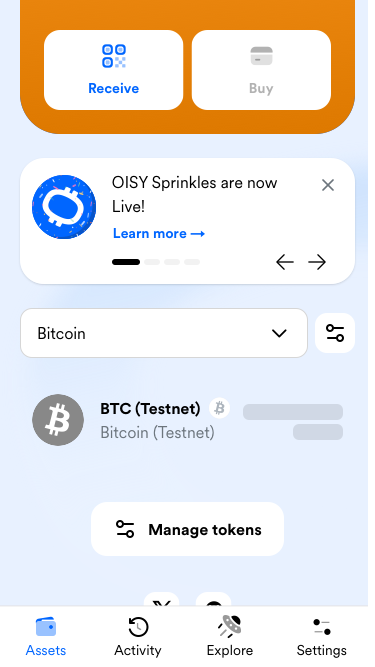 Receive
Buy
OISY Sprinkles are now
Live!
Learn more →
Bitcoin
BTC (Testnet)
Bitcoin (Testnet)
Manage tokens
Assets
Activity
Explore
Settings